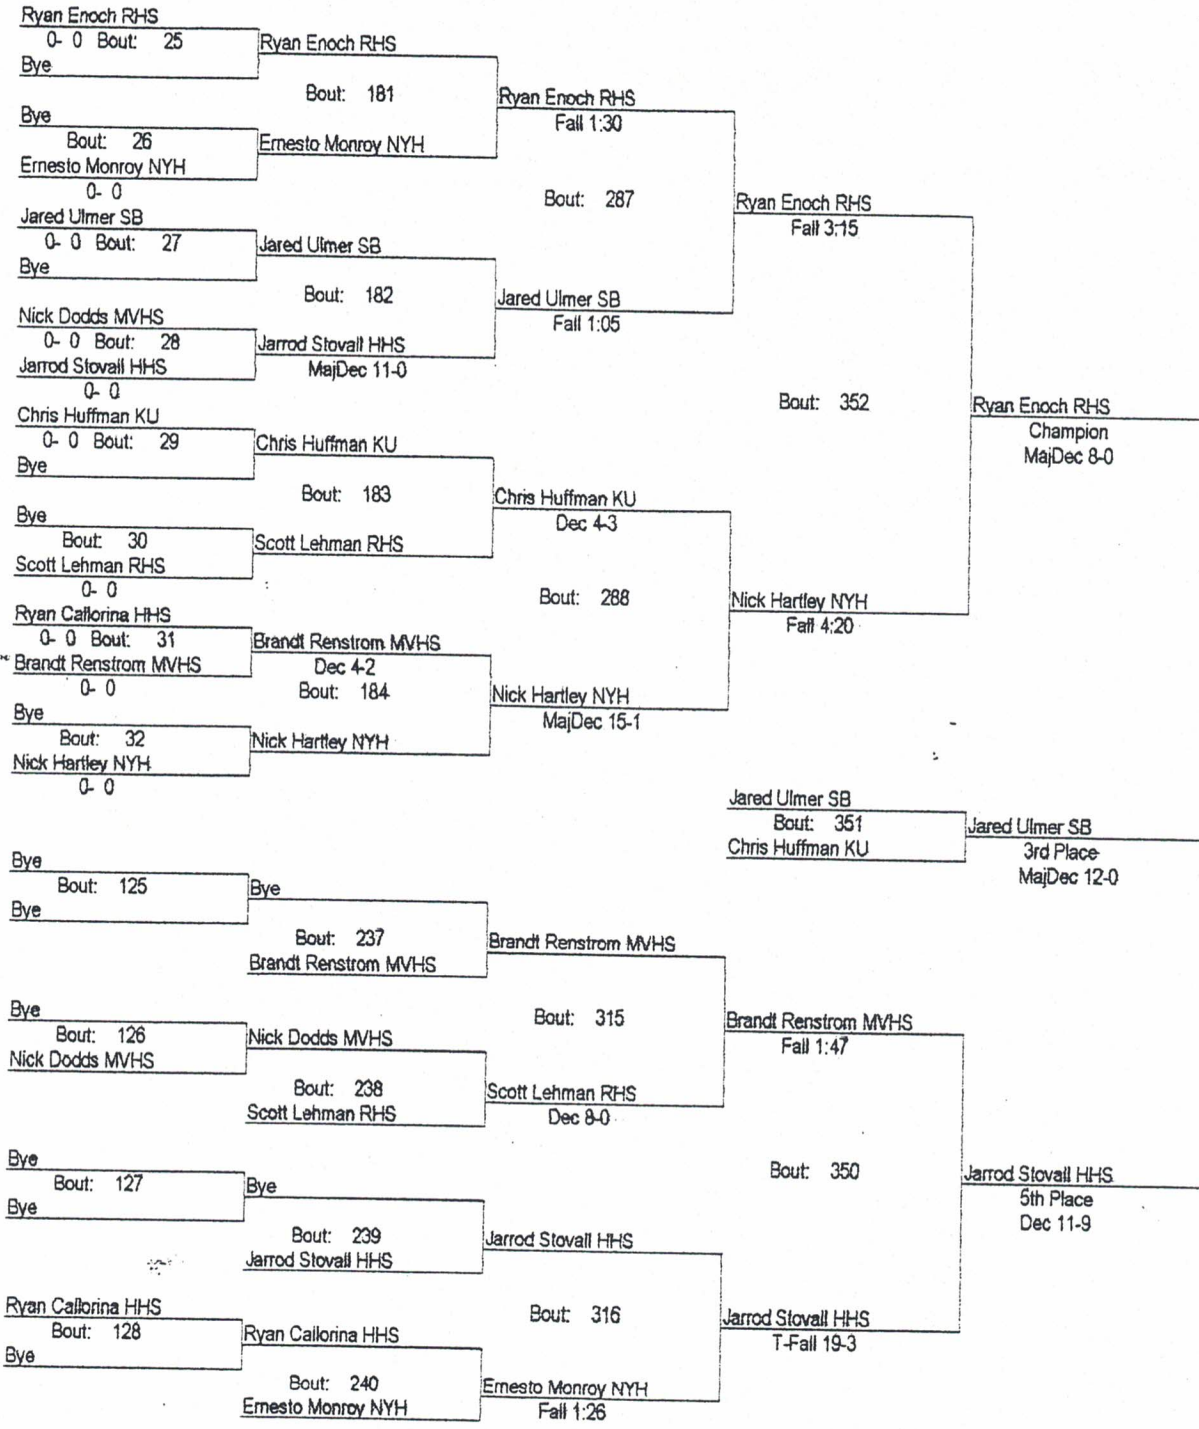 Ryan Enoch RHS
0- 0 Bout: 25
Bye
Ryan Enoch RHS
Bout: 181
Bye
Bout: 26
Ernesto Monroy NYH
0- 0
Ernesto Monroy NYH
Ryan Enoch RHS
Fall 1:30
Bout: 287
Jared Ulmer SB
0- 0 Bout: 27
Bye
Jared Ulmer SB
Bout: 182
Nick Dodds MVHS
0- 0 Bout: 28
Jarrod Stovall HHS
0- 0
Jarrod Stovall HHS
MajDec 11-0
Jared Ulmer SB
Fall 1:05
Ryan Enoch RHS
Fall 3:15
Bout: 352
Chris Huffman KU
0- 0 Bout: 29
Bye
Chris Huffman KU
Bout: 183
Bye
Bout: 30
Scott Lehman RHS
0- 0
Scott Lehman RHS
Chris Huffman KU
Dec 4-3
Bout: 288
Ryan Callorina HHS
0- 0 Bout: 31
Brandt Renstrom MVHS
0- 0
Brandt Renstrom MVHS
Dec 4-2
Bout: 184
Bye
Bout: 32
Nick Hartley NYH
0- 0
Nick Hartley NYH
Nick Hartley NYH
MajDec 15-1
Nick Hartley NYH
Fall 4:20
Ryan Enoch RHS
Champion
MajDec 8-0
Jared Ulmer SB
Bout: 351
Chris Huffman KU
Jared Ulmer SB
3rd Place
MajDec 12-0
Bye
Bout: 125
Bye
Bye
Bout: 237
Brandt Renstrom MVHS
Brandt Renstrom MVHS
Bout: 315
Bye
Bout: 126
Nick Dodds MVHS
Nick Dodds MVHS
Bout: 238
Scott Lehman RHS
Scott Lehman RHS
Dec 8-0
Brandt Renstrom MVHS
Fall 1:47
Bout: 350
Bye
Bout: 127
Bye
Bye
Bout: 239
Jarrod Stovall HHS
Jarrod Stovall HHS
Bout: 316
Ryan Callorina HHS
Bout: 128
Bye
Ryan Callorina HHS
Bout: 240
Ernesto Monroy NYH
Ernesto Monroy NYH
Fall 1:26
Jarrod Stovall HHS
T-Fall 19-3
Jarrod Stovall HHS
5th Place
Dec 11-9